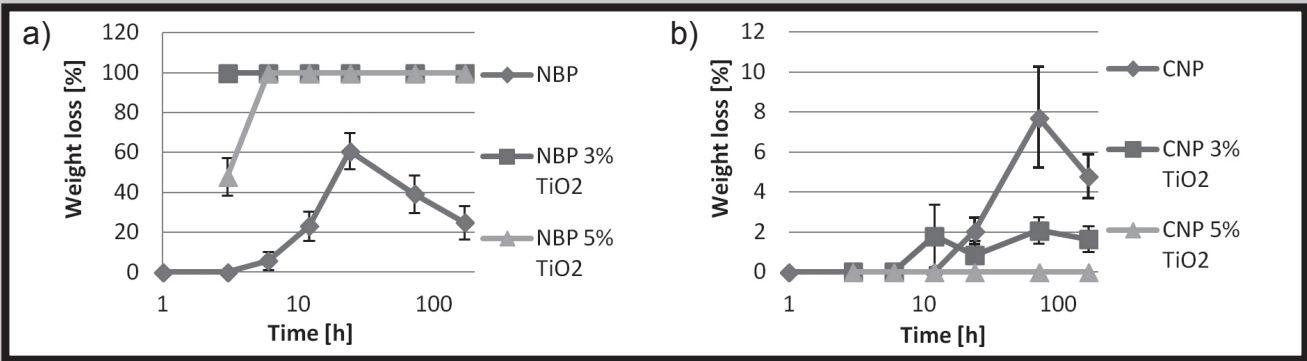 a)
120
100
80
60
40
20
0
Weight loss [%]
1 10 100
Time [h]
NBP
NBP 3%
TiO2
NBP 5%
TiO2
b)
12
10
8
6
4
2
0
Weight loss [%]
1 10 100
Time [h]
CNP
CNP 3%
TiO2
CNP 5%
TiO2